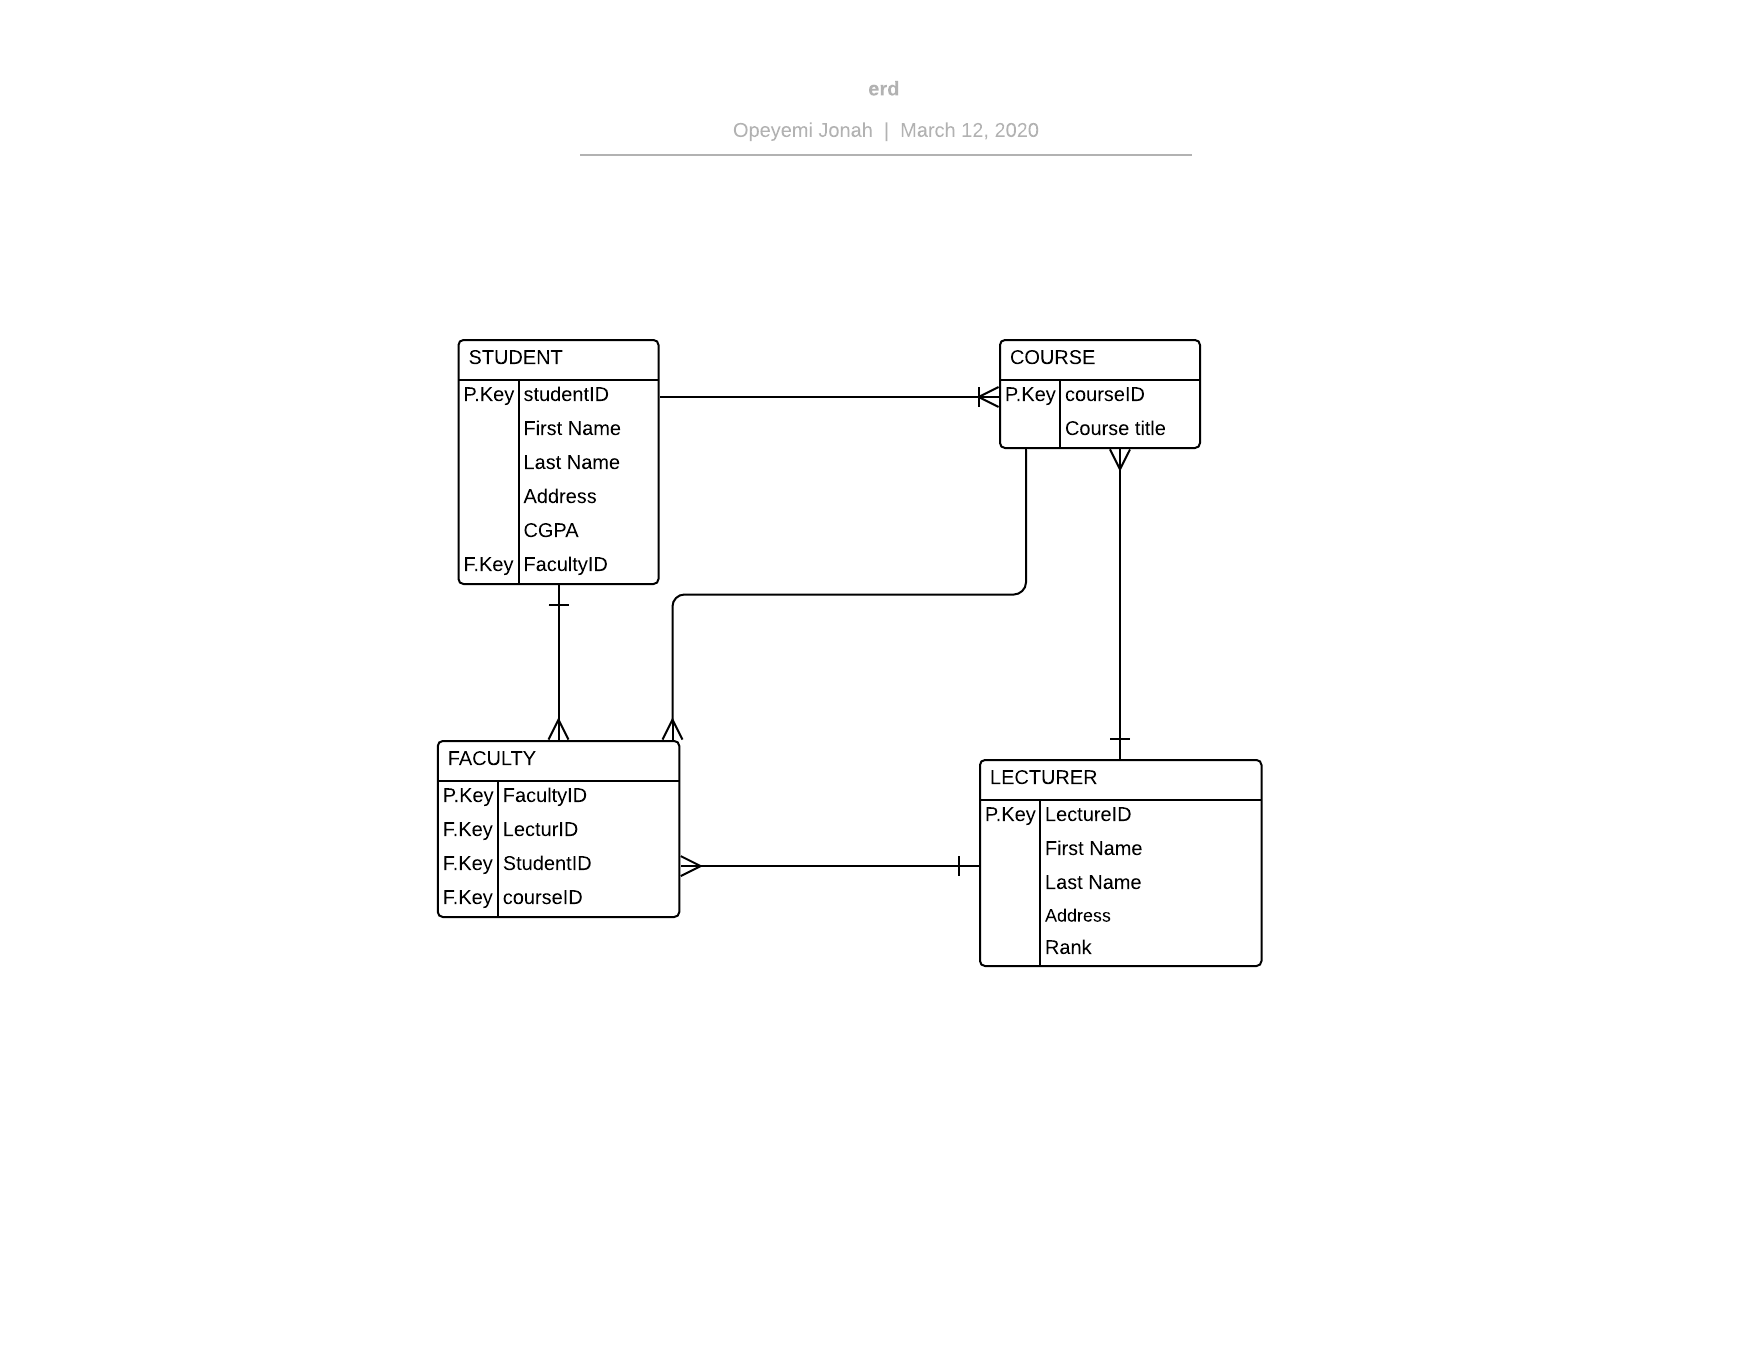 erd
Opeyemi Jonah | March 12, 2020
STUDENT
P.Key studentID
First Name
Last Name
Address
CGPA
F.Key FacultyID
COURSE
P.Key courseID
Course title
FACULTY
P.Key FacultyID
F.Key LecturID
F.Key StudentID
F.Key courseID
LECTURER
P.Key LectureID
First Name
Last Name
Address
Rank